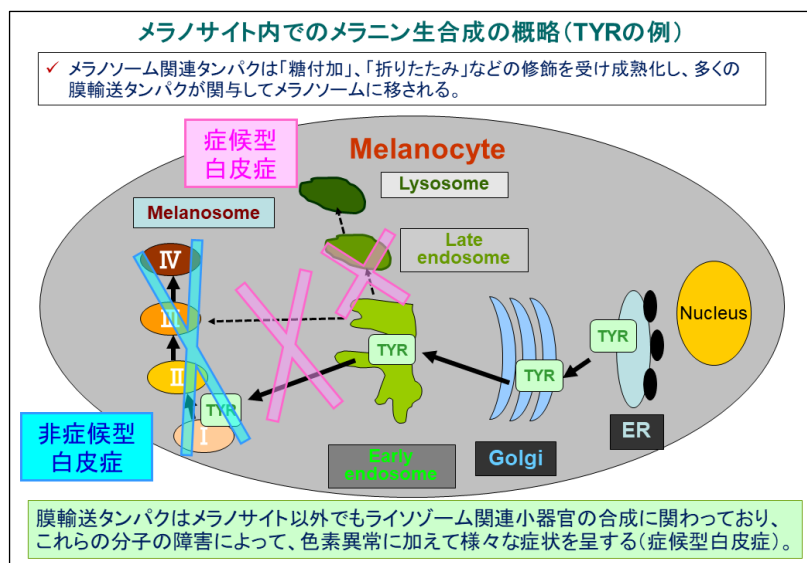 メラノサイト内でのメラニン生合成の概略(TYRの例)
✓ メラノソーム関連タンパクは「糖付加」、「折りたたみ」などの修飾を受け成熟化し、多くの
膜輸送タンパクが関与してメラノソームに移される。
症候型
白皮症
Melanocyte
Lysosome
Melanosome
Late
endosome
Ⅳ
Ⅲ
Ⅱ
Ⅰ
TYR
TYR
TYR
TYR
Nucleus
非症候型
白皮症
Early
endosome
Golgi
ER
膜輸送タンパクはメラノサイト以外でもライソゾーム関連小器官の合成に関わっており、
これらの分子の障害によって、色素異常に加えて様々な症状を呈する(症候型白皮症)。